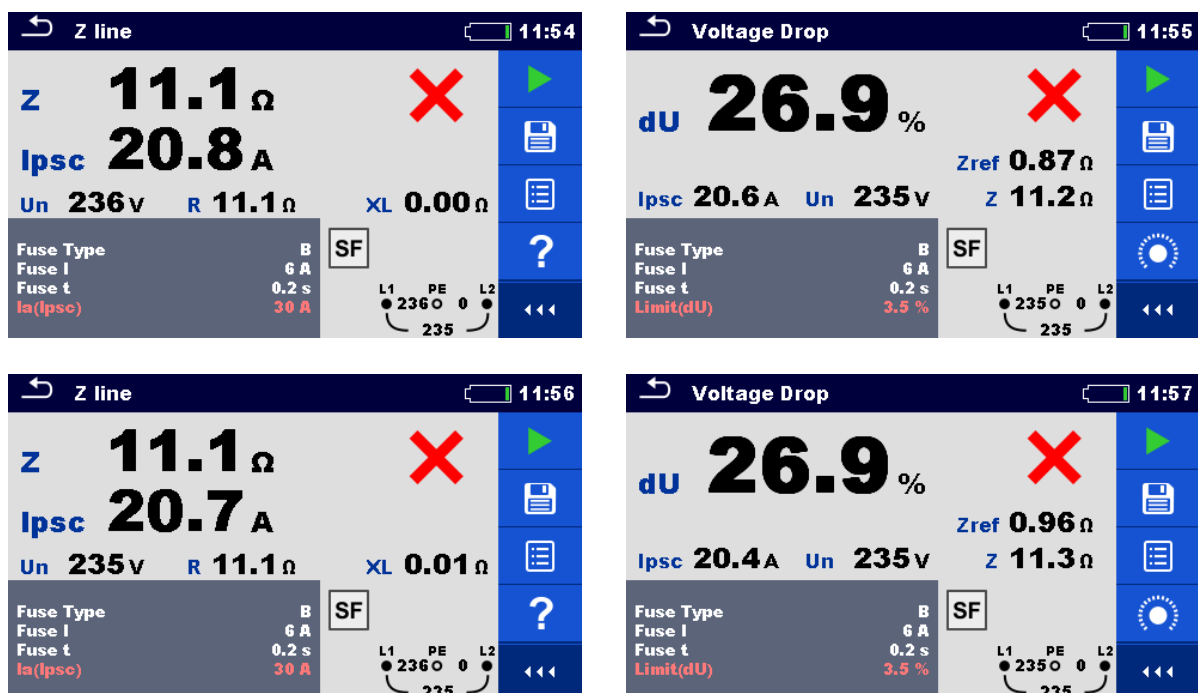 Z line 11:54
Z 11.1 Ω
Ipsc 20.8 A
Un 236 V R 11.1 Ω XL 0.00 Ω
Fuse Type B
Fuse I 6 A
Fuse t 0.2 s
Ia(Ipsc) 30 A
SF
?
L1 PE L2
236 0
235
Voltage Drop 11:55
dU 26.9 %
Zref 0.87 Ω
Ipsc 20.6 A Un 235 V Z 11.2 Ω
Fuse Type B
Fuse I 6 A
Fuse t 0.2 s
Limit(dU) 3.5 %
SF
L1 PE L2
235 0
235
Z line 11:56
Z 11.1 Ω
Ipsc 20.7 A
Un 235 V R 11.1 Ω XL 0.01 Ω
Fuse Type B
Fuse I 6 A
Fuse t 0.2 s
Ia(Ipsc) 30 A
SF
?
L1 PE L2
236 0
235
Voltage Drop 11:57
dU 26.9 %
Zref 0.96 Ω
Ipsc 20.4 A Un 235 V Z 11.3 Ω
Fuse Type B
Fuse I 6 A
Fuse t 0.2 s
Limit(dU) 3.5 %
SF
L1 PE L2
235 0
235